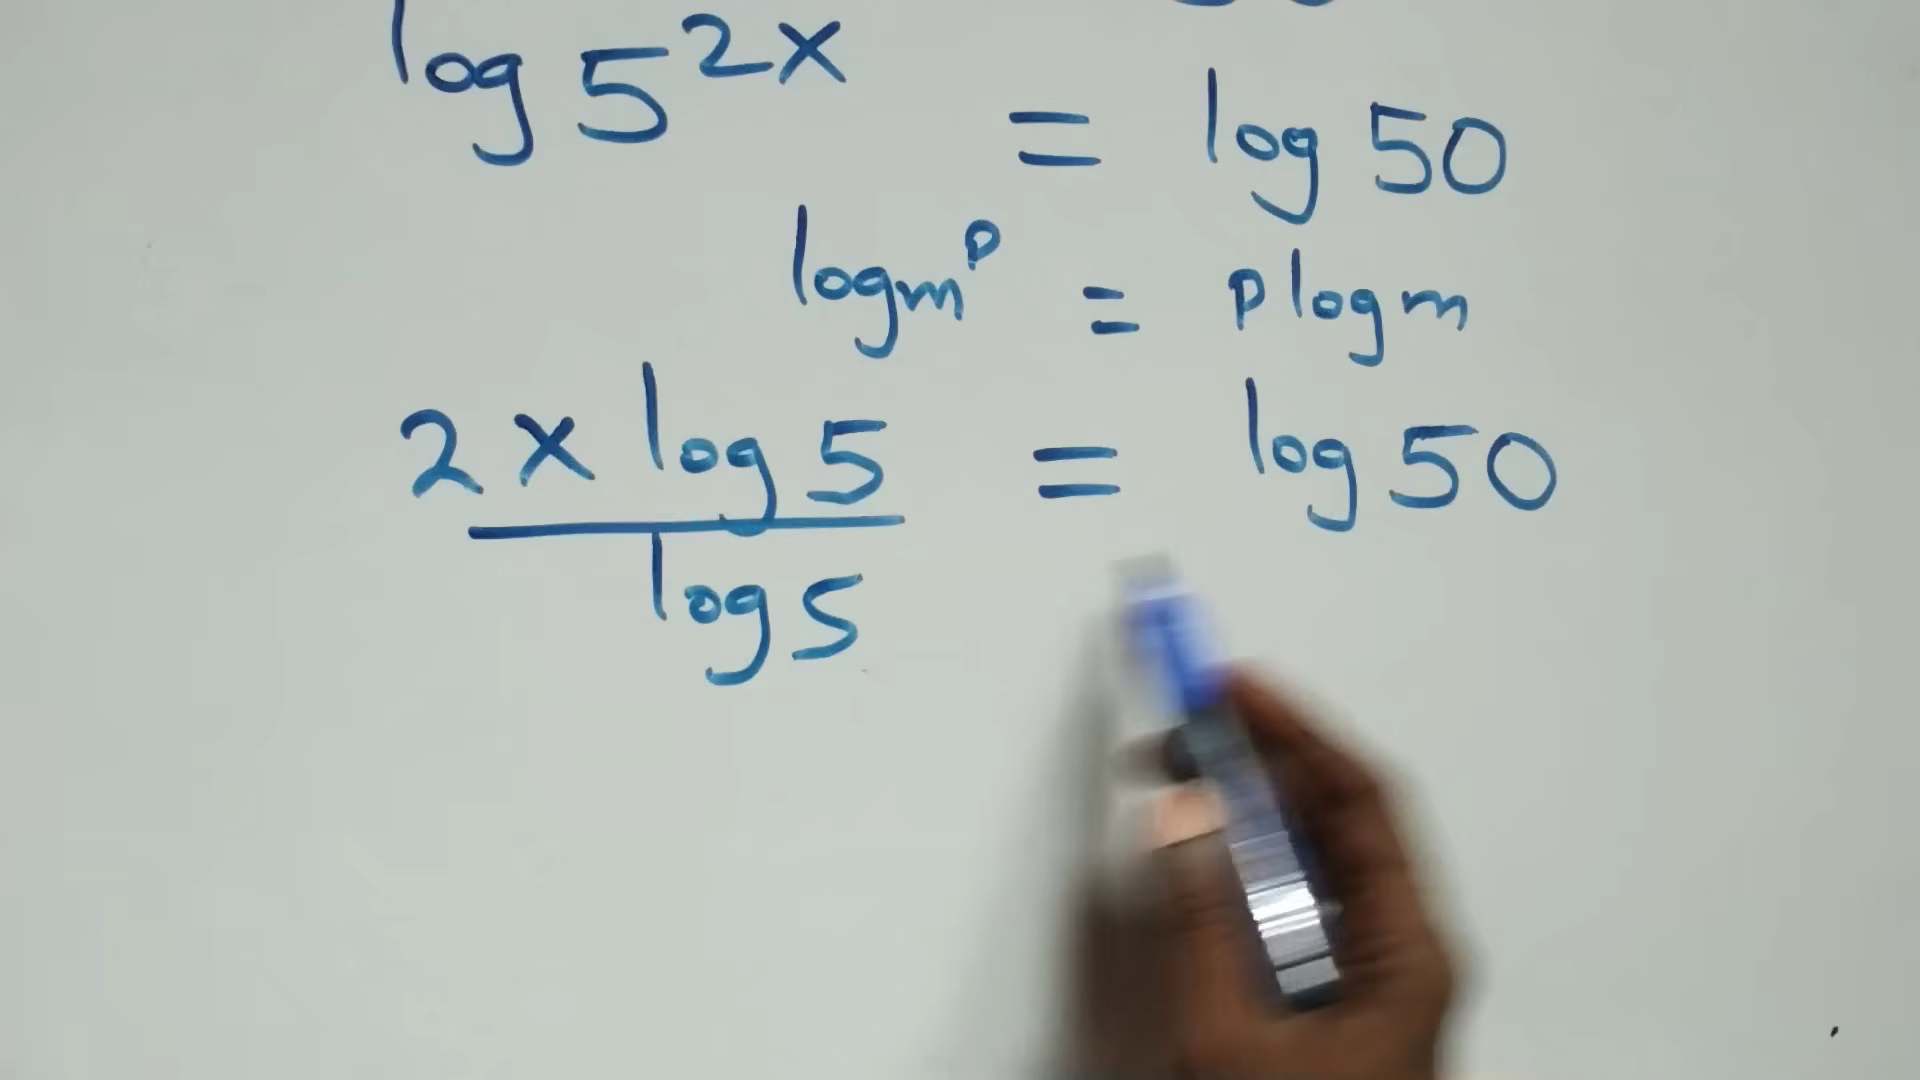 log 5^2x = log 50
log m^p = p log m
2x log 5 = log 50
log 5